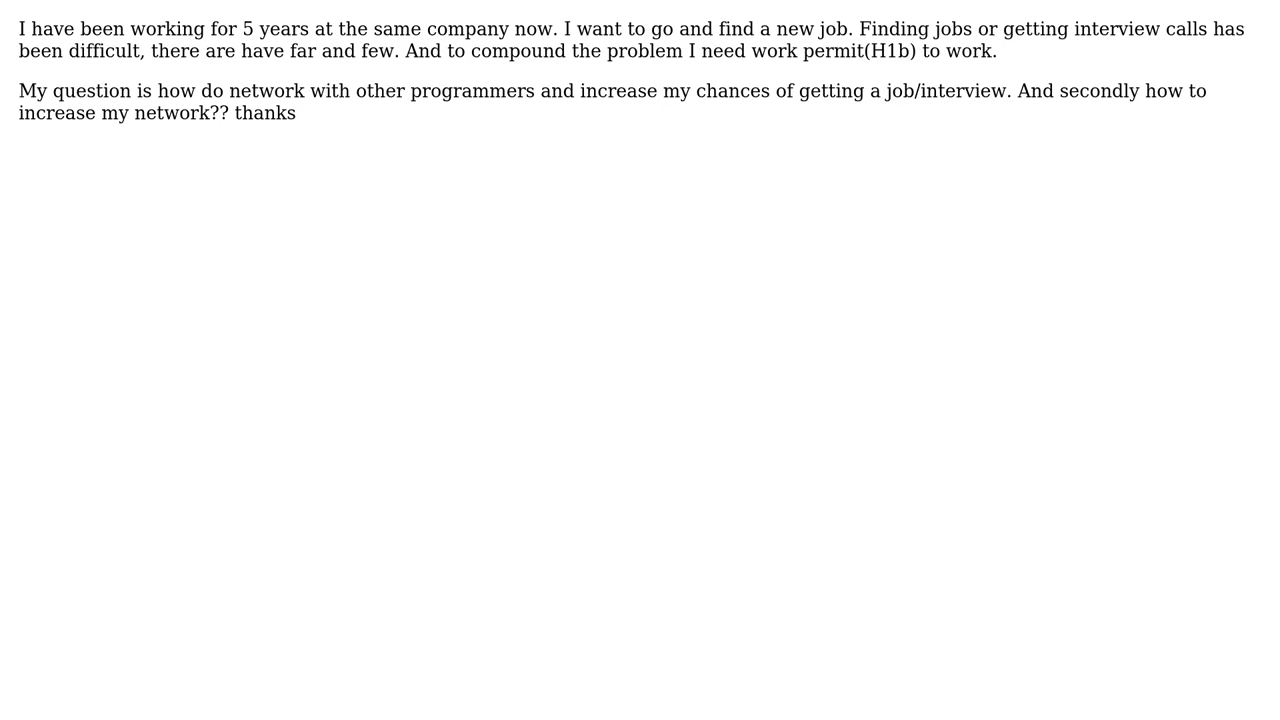 I have been working for 5 years at the same company now. I want to go and find a new job. Finding jobs or getting interview calls has
been difficult, there are have far and few. And to compound the problem I need work permit(H1b) to work.
My question is how do network with other programmers and increase my chances of getting a job/interview. And secondly how to
increase my network?? thanks